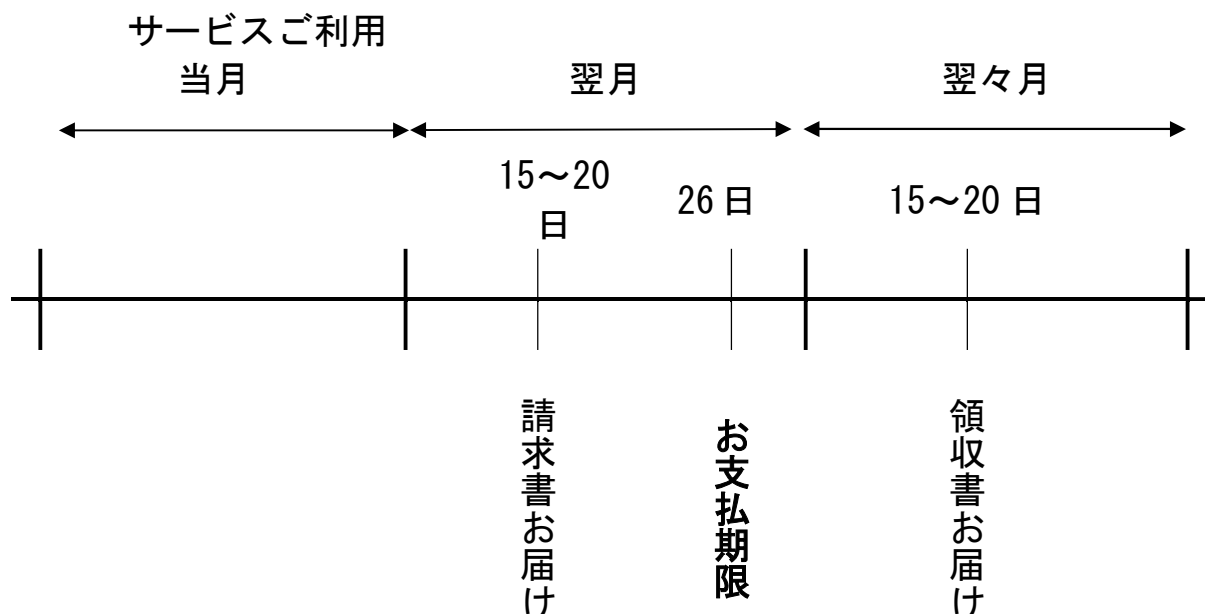 サービスご利用
当月
翌月
翌々月
15～20
日
26日
15～20日
請求書お届け
お支払期限
領収書お届け